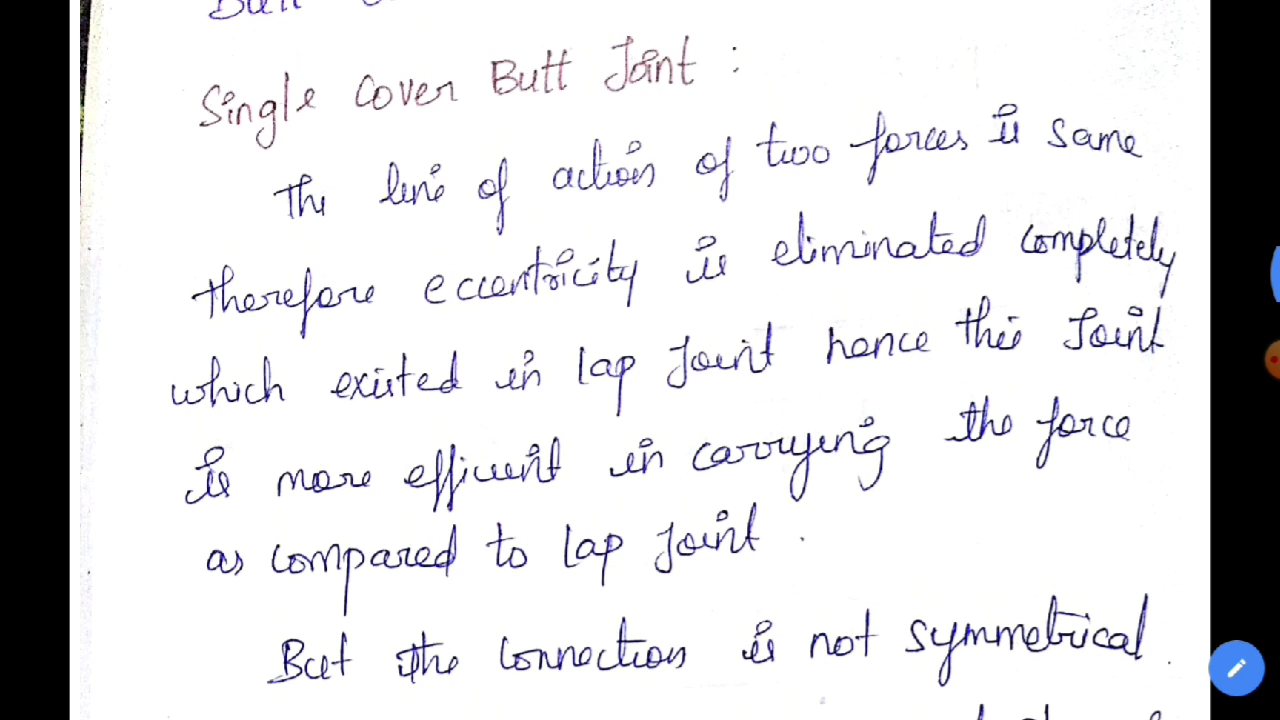 Butt
Single Cover Butt Joint :
The line of action of two forces is same
therefore eccentricity is eliminated completely
which existed in lap Joint hence this Joint
is more efficient in carrying the force
as compared to lap Joint .
But the connection is not symmetrical